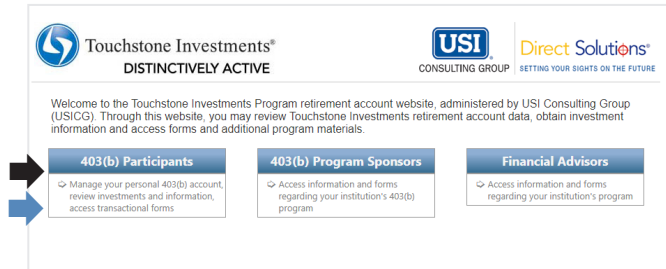 Touchstone Investments®
DISTINCTIVELY ACTIVE
USI
CONSULTING GROUP
Direct Solutions®
SETTING YOUR SIGHTS ON THE FUTURE
Welcome to the Touchstone Investments Program retirement account website, administered by USI Consulting Group
(USICG). Through this website, you may review Touchstone Investments retirement account data, obtain investment
information and access forms and additional program materials.
403(b) Participants
Manage your personal 403(b) account,
review investments and information,
access transactional forms
403(b) Program Sponsors
Access information and forms
regarding your institution's 403(b)
program
Financial Advisors
Access information and forms
regarding your institution's program